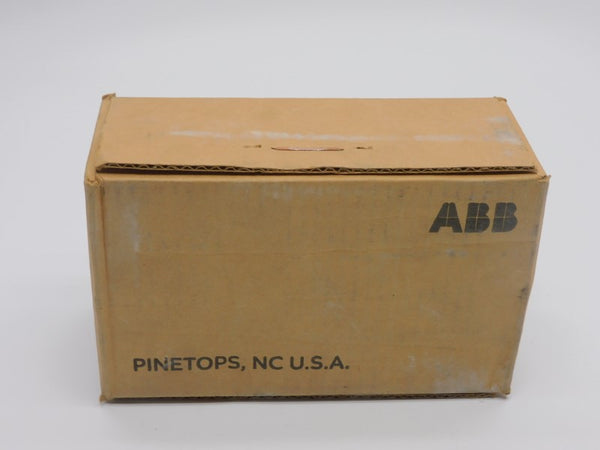 ABB
PINETOPS, NC U.S.A.